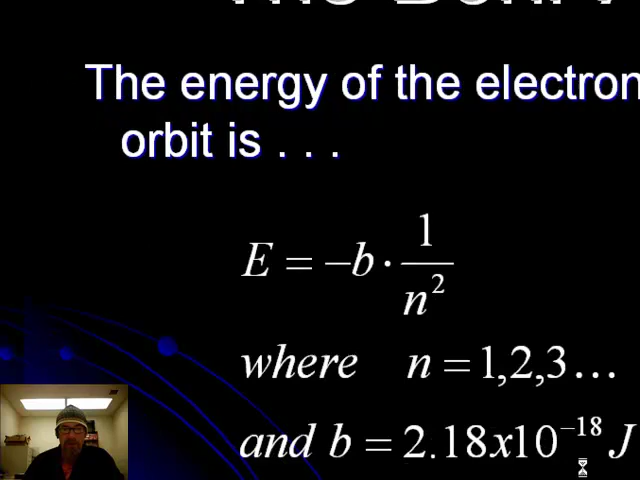 The energy of the electron
orbit is . . .
E = −b · 1/n²
where n = 1,2,3...
and b = 2.18x10⁻¹⁸ J